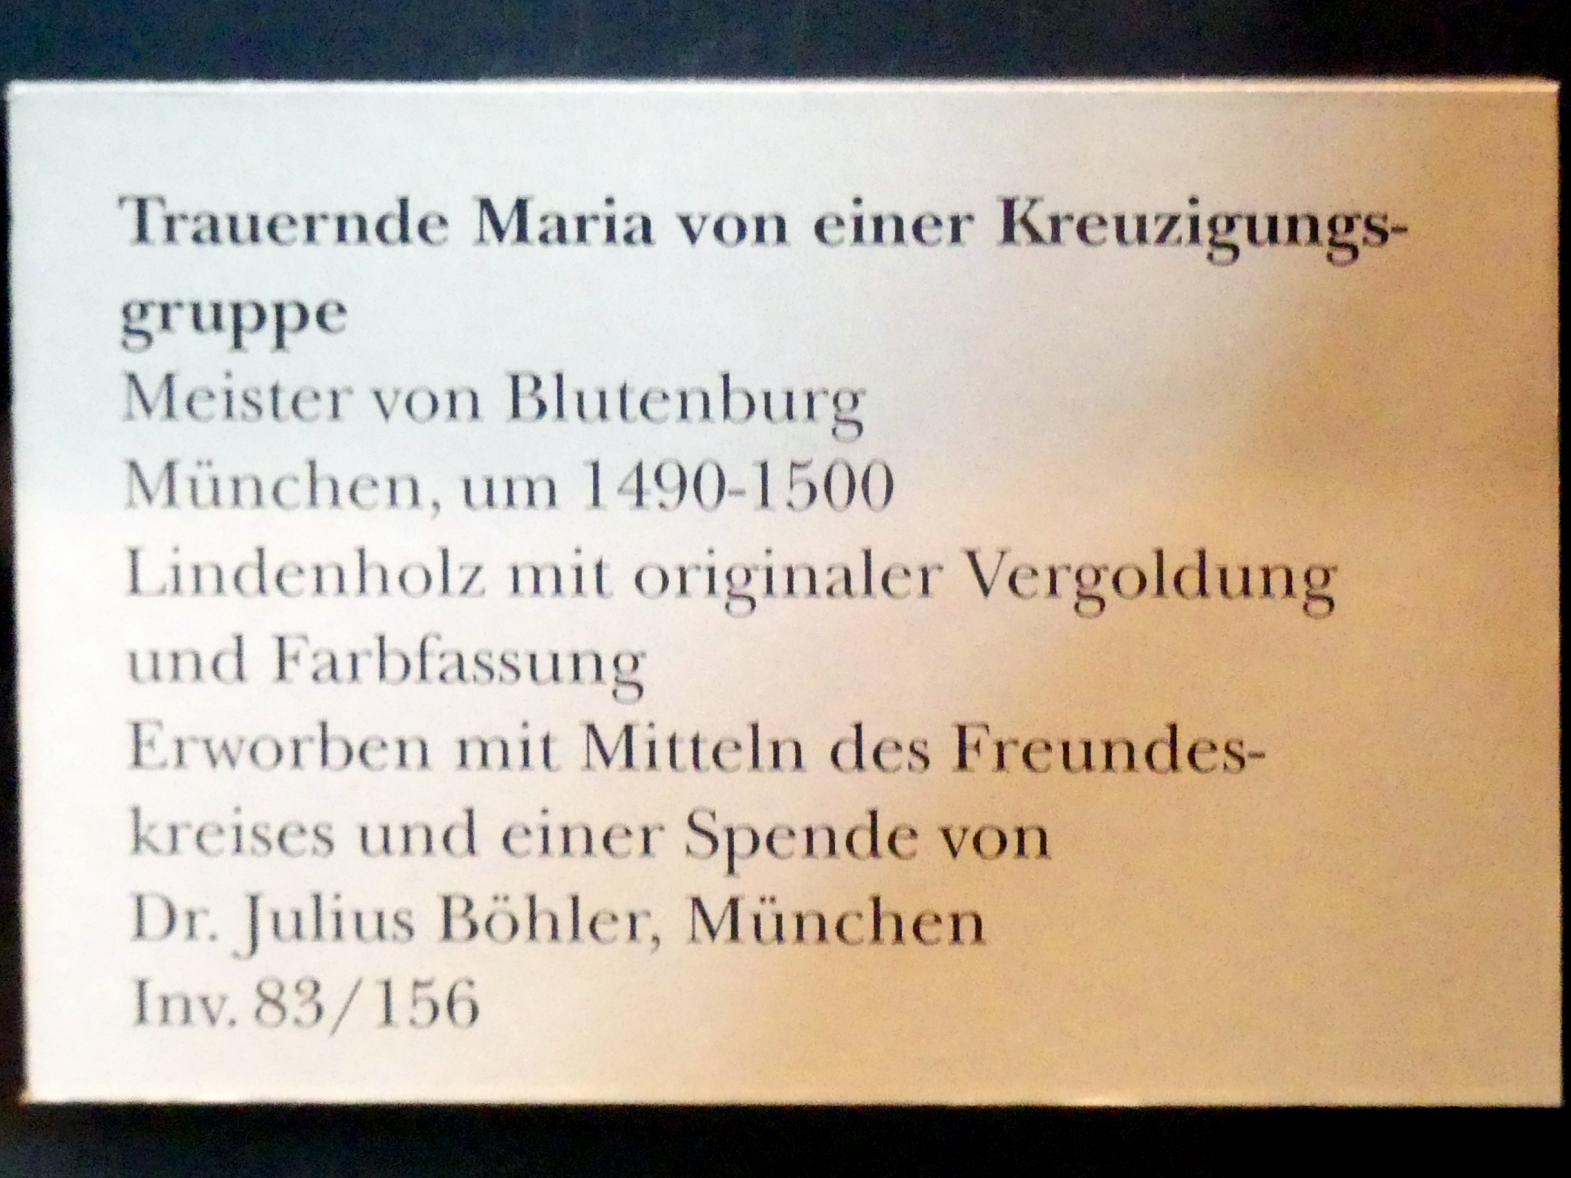 Trauernde Maria von einer Kreuzigungs-
gruppe
Meister von Blutenburg
München, um 1490-1500
Lindenholz mit originaler Vergoldung
und Farbfassung
Erworben mit Mitteln des Freundes-
kreises und einer Spende von
Dr. Julius Böhler, München
Inv. 83/156